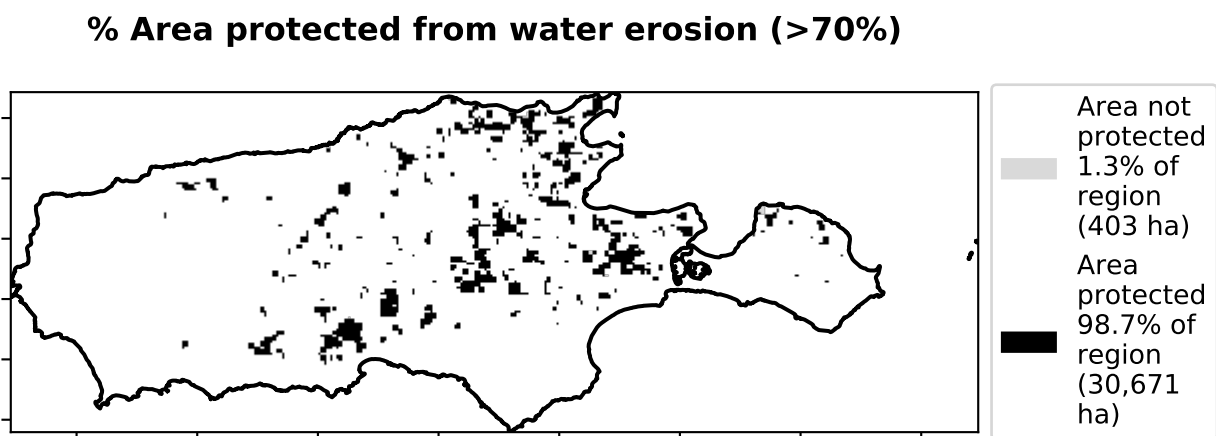 % Area protected from water erosion (>70%)
Area not
protected
1.3% of
region
(403 ha)
Area
protected
98.7% of
region
(30,671
ha)